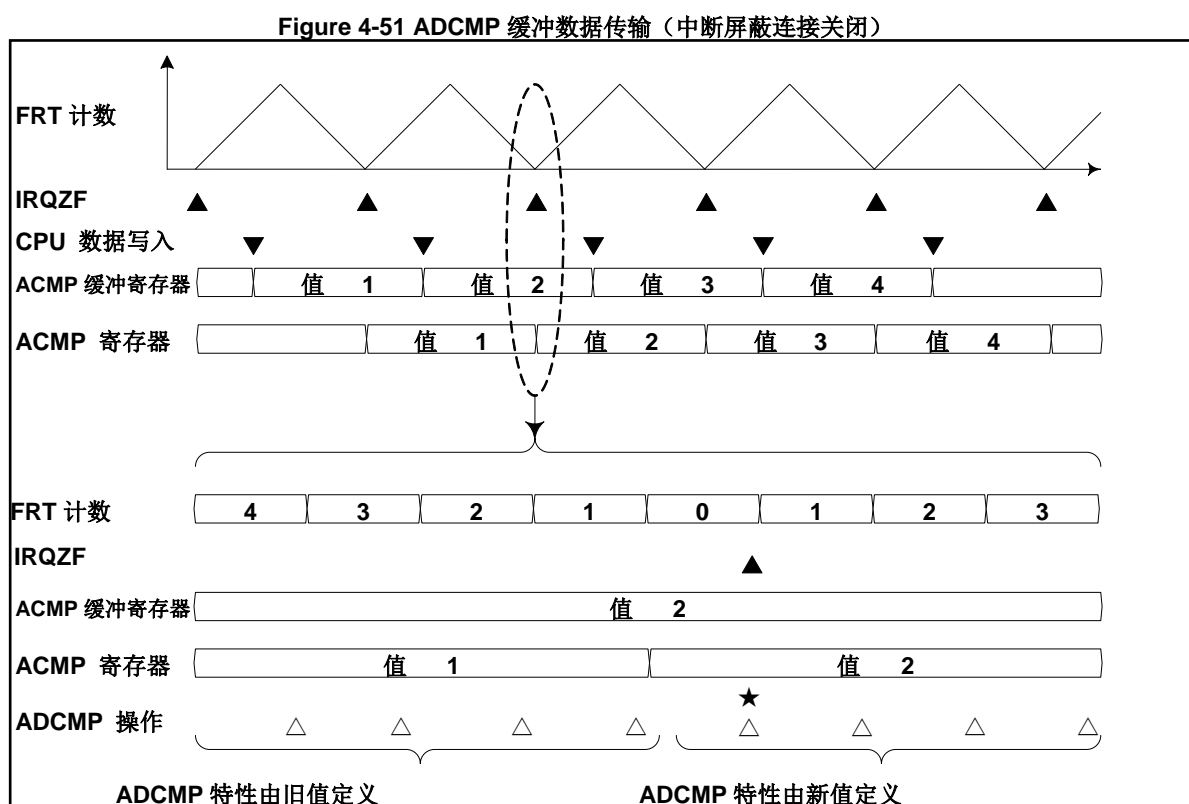 Figure 4-51 ADCMP 缓冲数据传输（中断屏蔽连接关闭）
FRT 计数
IRQZF
CPU 数据写入
ACMP 缓冲寄存器 值 1 值 2 值 3 值 4
ACMP 寄存器 值 1 值 2 值 3 值 4
FRT 计数 4 3 2 1 0 1 2 3
IRQZF
ACMP 缓冲寄存器 值 2
ACMP 寄存器 值 1 值 2
ADCMP 操作
ADCMP 特性由旧值定义 ADCMP 特性由新值定义